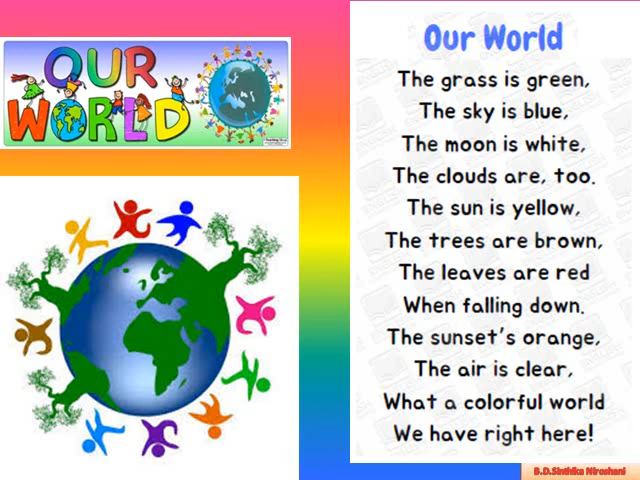 OUR
WORLD
Our World
The grass is green,
The sky is blue,
The moon is white,
The clouds are, too.
The sun is yellow,
The trees are brown,
The leaves are red
When falling down.
The sunset's orange,
The air is clear,
What a colorful world
We have right here!
B.D.Sinthika Niroshani